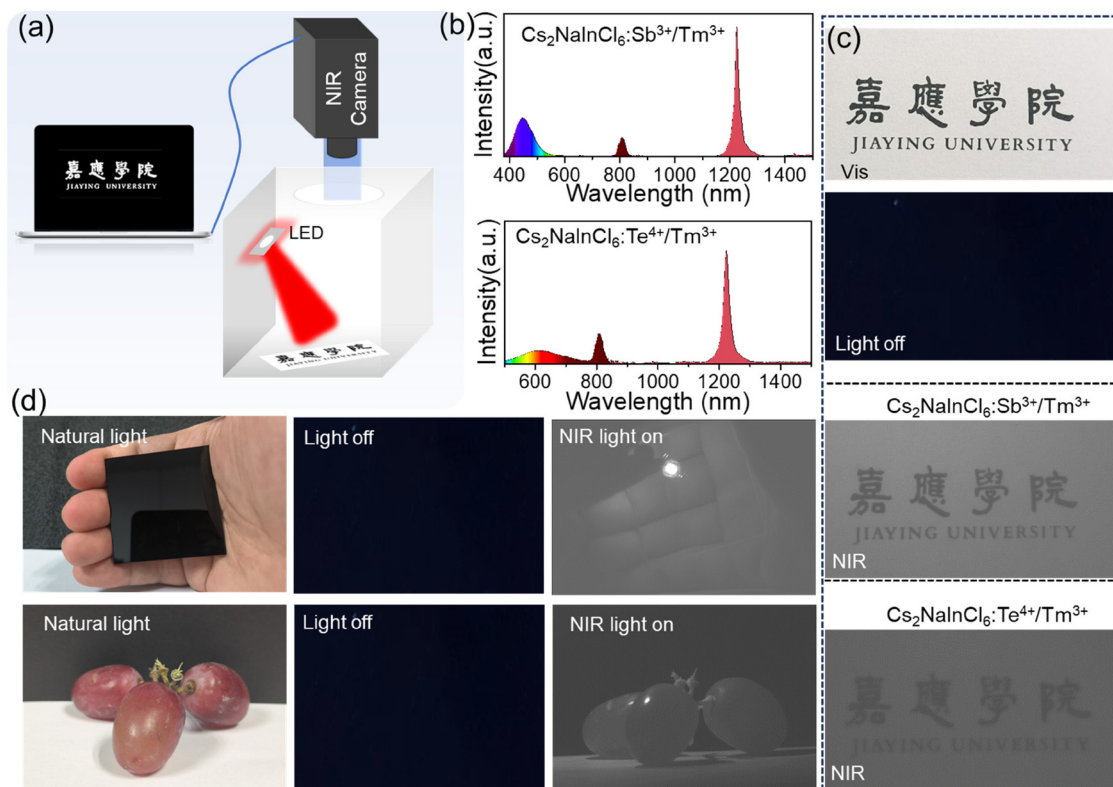 (a)
NIR
Camera
嘉應學院
JIAYING UNIVERSITY
LED
嘉應學院
JIAYING UNIVERSITY
(b)
Cs₂NaInCl₆:Sb³⁺/Tm³⁺
Intensity(a.u.)
400 600 800 1000 1200 1400
Wavelength (nm)
Cs₂NaInCl₆:Te⁴⁺/Tm³⁺
Intensity(a.u.)
600 800 1000 1200 1400
Wavelength (nm)
(c)
嘉應學院
JIAYING UNIVERSITY
Vis
Light off
Cs₂NaInCl₆:Sb³⁺/Tm³⁺
嘉應學院
JIAYING UNIVERSITY
NIR
Cs₂NaInCl₆:Te⁴⁺/Tm³⁺
嘉應學院
JIAYING UNIVERSITY
NIR
(d)
Natural light
Light off
NIR light on
Natural light
Light off
NIR light on